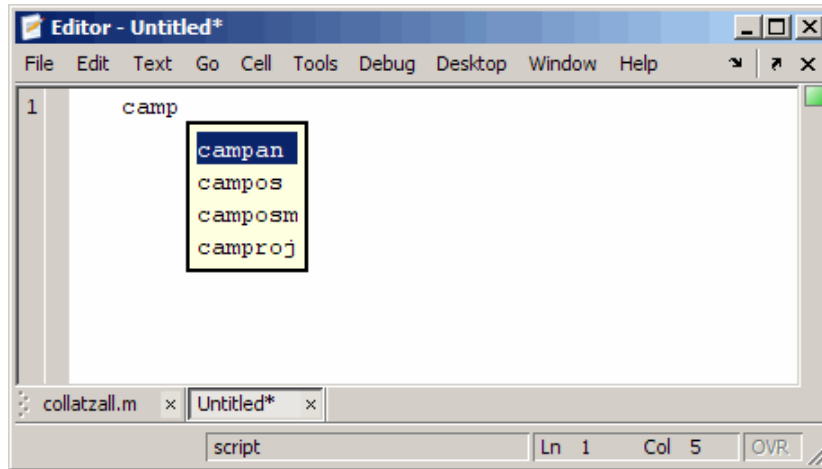 Editor - Untitled*
File Edit Text Go Cell Tools Debug Desktop Window Help
1 camp
campan
campos
camposm
camproj
collatzall.m × Untitled* ×
script Ln 1 Col 5 OVR